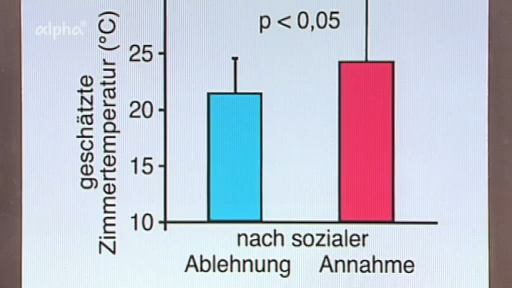 alpha
p < 0,05
geschätzte
Zimmertemperatur (°C)
25
20
15
10
nach sozialer
Ablehnung Annahme